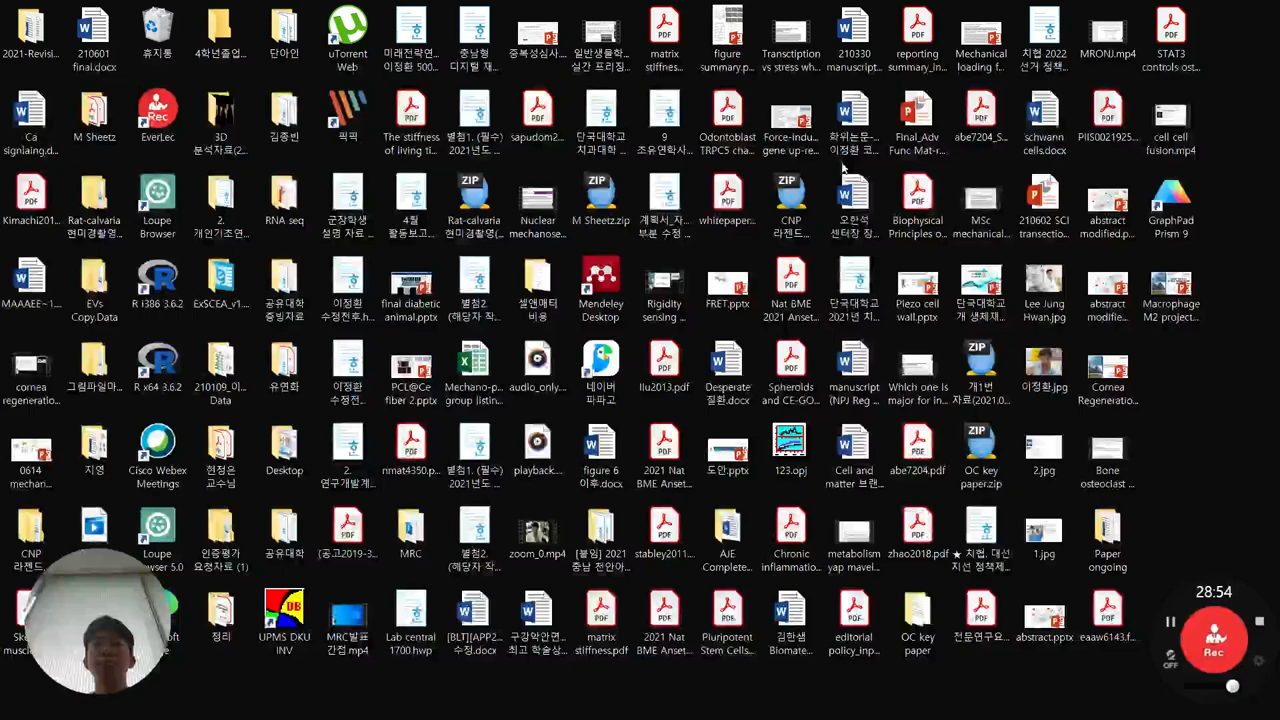 2021-Revisi...
210601
final.docx
휴지통
4학년졸업...
단아인
uTorrent
Web
미래전략연...
이정환 500...
충남형
디지털 재...
중복성심사...
일반생물학...
실간 프리징...
matrix
stiffness...
figure
summary.p...
Transctiption
vs stress wh...
210330
manuscript...
reporting
summary_in...
Mechanical
loading f...
치협 2022
선거 정책...
MRONJ.mp4
STAT3
controls ost...
Ca
signlaing.d...
M Sheetz
Rec
EverLec
3D
분석자료(2...
김종빈
픽픽
The stiffness
of living ti...
별첨1. (필수)
2021년도 ...
sapudom2...
단국대학교
치과대학 ...
9
조유연학사...
Odontoblast
TRPC5 cha...
Force-indu...
gene up-re...
학위논문-...
이정환 코...
Final_Adv
Func Mat-r...
abe7204_S...
schwann
cells.docx
PIIS0021925...
cell cell
fusion.mp4
Kimachi201...
Rat-calvaria
현미경촬영...
Loupe
Browser
2.
개인기초연...
RNA seq
군장학생
설명 자료...
4월
활동보고...
ZIP
Rat-calvaria
현미경촬영(...
Nuclear
mechanose...
ZIP
M Sheetz.zip
계획서_자...
부분 수정 ...
whitepaper...
ZIP
CNP
라젠드...
오한석
센터장 장...
Biophysical
Principles o...
MSc
mechanical...
210602 SCI
transectio...
abstract
modified.p...
GraphPad
Prism 9
MAAAEE~1...
EVs
Copy.Data
R i386 3.6.2
ExSCEA_v1...
공유대학
증빙자료
이정환
수정전후.h...
final diabetic
animal.pptx
별첨2.
(해당자 작...
셀앤매터
비용
Mendeley
Desktop
Rigidity
sensing ...
FRET.pptx
Nat BME
2021 Anset...
단국대학교
2021년 치...
Piezo cell
wall.pptx
단국대학교
개 생체재...
Lee Jung
Hwan.jpg
abstract
modifie...
Macrophage
M2 project...
cornea
regeneratio...
그림파일마...
R x64 3.6.2
210109_이...
Data
유연화
이정환
수정전...
PCL@Ce
fiber 2.pptx
Mechano-p...
group listin...
audio_only...
네이버
파파고
Ilu2013.pdf
Desperate
질환.docx
Spheroids
and CE-GO...
manuscript
(NPJ Reg ...
Which one is
major for in...
ZIP
개1번
자료(2021.0...
이정환.jpg
Cornea
Regeneratio...
0614
mechan...
지영
Cisco Webex
Meetings
현정은
교수님
Desktop
2.
연구개발계...
nmat4350.p...
별첨1. (필수)
2021년도 ...
playback...
figure 6
이후.docx
2021 Nat
BME Anset...
도안.pptx
123.opj
Cell and
matter 브랜...
abe7204.pdf
ZIP
OC key
paper.zip
2.jpg
Bone
osteoclast ...
CNP
라젠드...
Loupe
Browser 5.0
인증평가
요청자료 (1)
공유대학
(공고2019-3...
MRC
별첨2.
(해당자 작...
zoom_0.mp4
[붙임] 2021
충남 천안아...
stabley2011...
AJE
Complete...
Chronic
inflammatio...
metabolism
yap mavel...
zhao2018.pdf
★ 치협, 대선
지선 정책제...
1.jpg
Paper
ongoing
정리
DB
UPMS DKU
INV
MRC발표
간접.mp4
Lab central
1700.hwp
[BLT][APP2...
수정.docx
구강악안면...
최고 학술상...
matrix
stiffness.pdf
2021 Nat
BME Anset...
Pluripotent
Stem Cells...
김한샘
Biomate...
editorial
policy_inp...
OC key
paper
전문연구요...
abstract.pptx
eaaw6143.f...
28:54
Rec
OFF